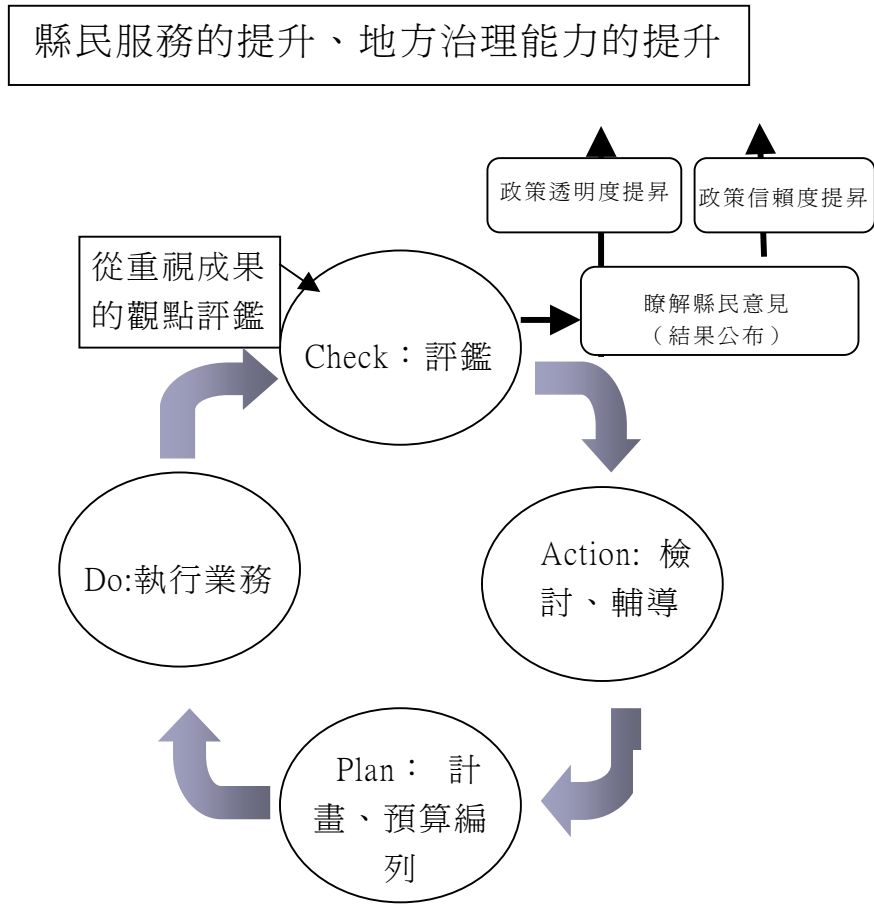 縣民服務的提升、地方治理能力的提升
政策透明度提昇
政策信賴度提昇
從重視成果
的觀點評鑑
瞭解縣民意見
（結果公布）
Check：評鑑
Do:執行業務
Action: 檢
討、輔導
Plan： 計
畫、預算編
列